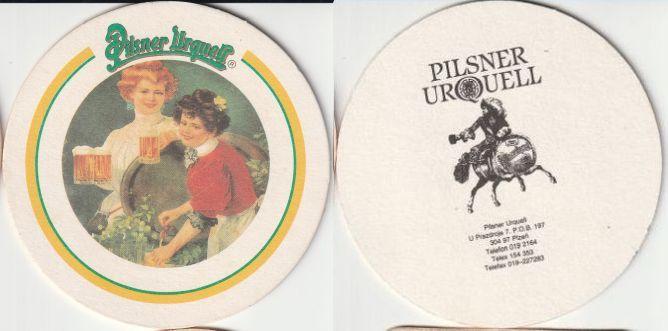 Pilsner Urquell
®
PILSNER
URQUELL
Pilsner Urquell
U Prazdroje 7. P.O.B. 197
304 97 Plzeň
Telefon 019 2164
Telex 154 353
Telefax 019-227283